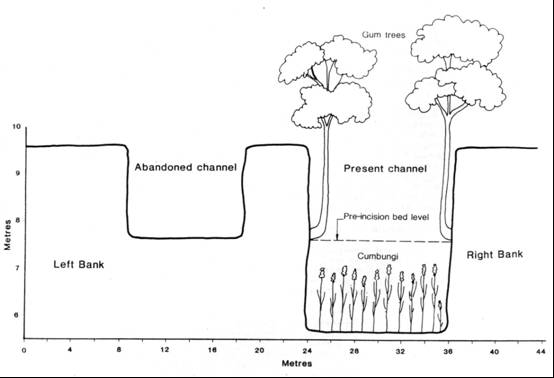 Gum trees
10
Abandoned channel
Present channel
9
8
Pre-incision bed level
Metres
Left Bank
Cumbungi
Right Bank
7
6
0 4 8 12 16 20 24 28 32 36 40 44
Metres